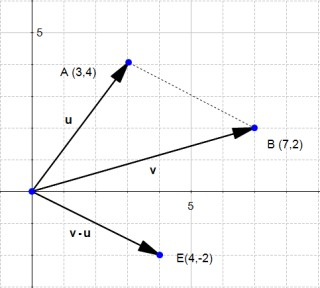 5
A (3,4)
u
B (7,2)
v
5
v - u
E(4,-2)